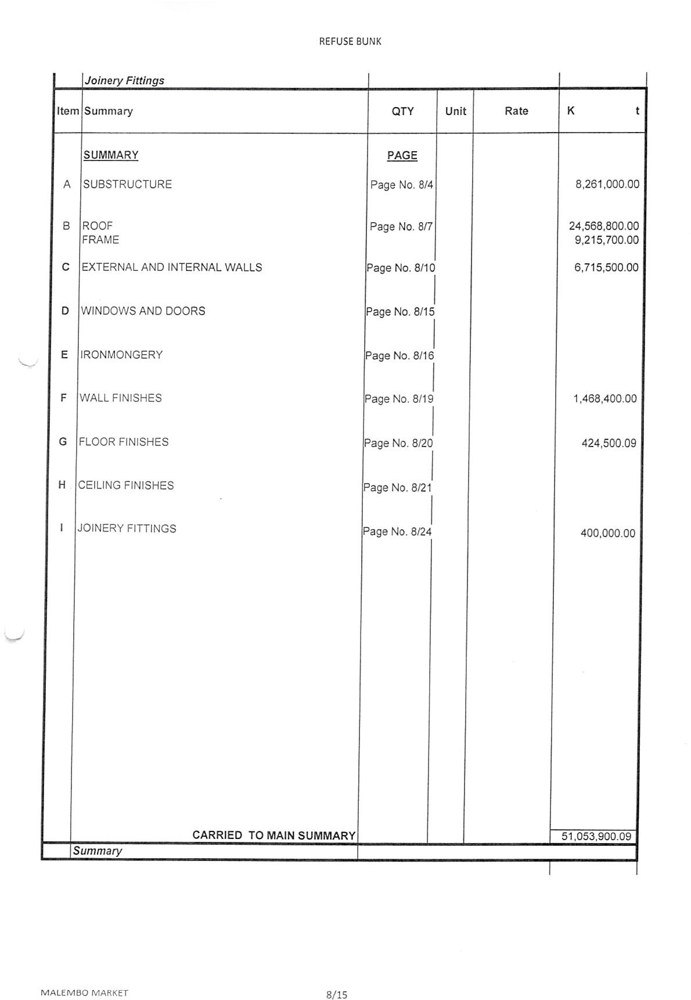 REFUSE BUNK
Joinery Fittings
Item Summary QTY Unit Rate K t
SUMMARY PAGE
A SUBSTRUCTURE Page No. 8/4 8,261,000.00
B ROOF Page No. 8/7 24,568,800.00
FRAME 9,215,700.00
C EXTERNAL AND INTERNAL WALLS Page No. 8/10 6,715,500.00
D WINDOWS AND DOORS Page No. 8/15
E IRONMONGERY Page No. 8/16
F WALL FINISHES Page No. 8/19 1,468,400.00
G FLOOR FINISHES Page No. 8/20 424,500.09
H CEILING FINISHES Page No. 8/21
I JOINERY FITTINGS Page No. 8/24 400,000.00
CARRIED TO MAIN SUMMARY 51,053,900.09
Summary
MALEMBO MARKET 8/15